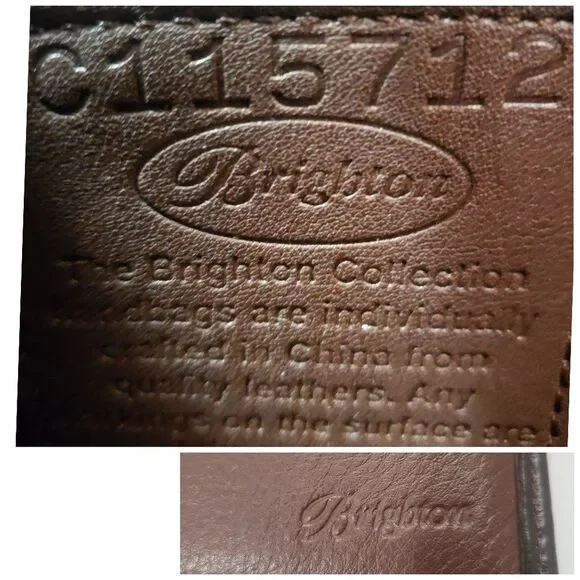 C115712
Brighton
The Brighton Collection
handbags are individually
crafted in China from
quality leathers. Any
markings on the surface are
Brighton